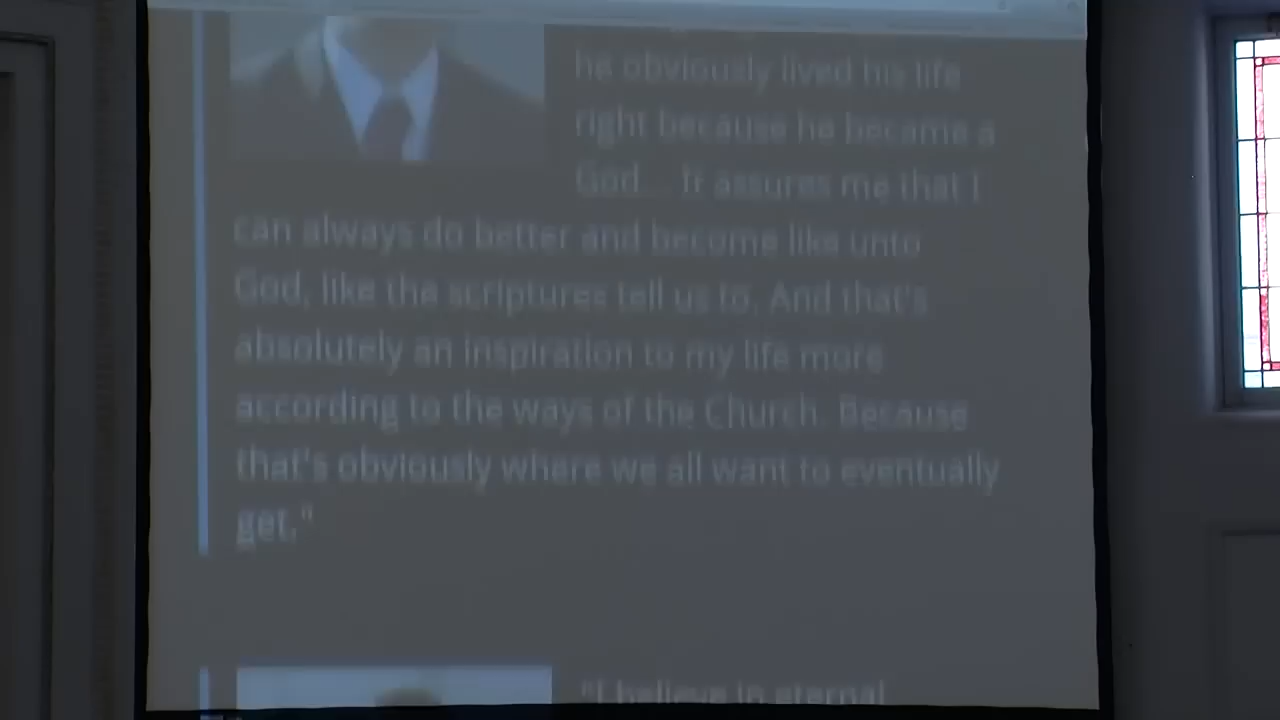 he obviously lived his life
right because he became a
God... It assures me that I
can always do better and become like unto
God, like the scriptures tell us to. And that's
absolutely an inspiration to my life more
according to the ways of the Church. Because
that's obviously where we all want to eventually
get."
"I believe in eternal